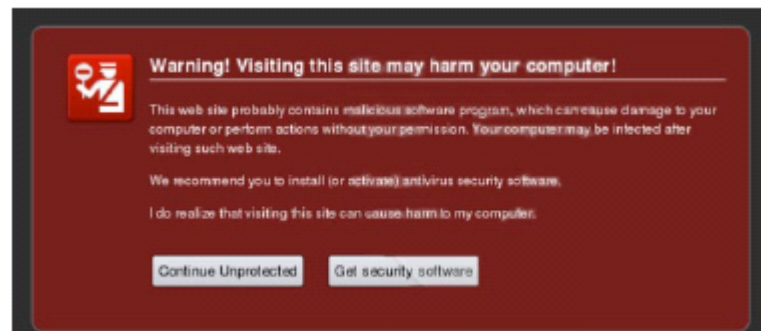 Warning! Visiting this site may harm your computer!
This web site probably contains malicious software program, which can cause damage to your
computer or perform actions without your permission. Your computer may be infected after
visiting such web site.
We recommend you to install (or activate) antivirus security software.
I do realize that visiting this site can cause harm to my computer.
Continue Unprotected
Get security software